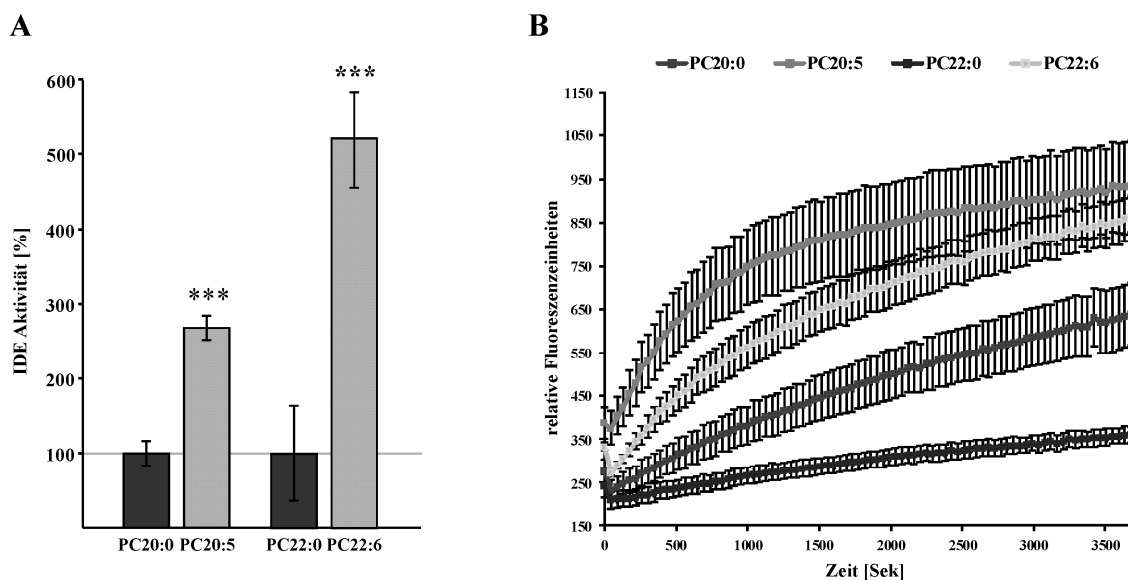 A
B
PC20:0 PC20:5 PC22:0 PC22:6
IDE Aktivität [%]
600
500
400
300
200
100
***
***
PC20:0 PC20:5 PC22:0 PC22:6
relative Fluoreszenzeinheiten
1150
1050
950
850
750
650
550
450
350
250
150
0 500 1000 1500 2000 2500 3000 3500
Zeit [Sek]